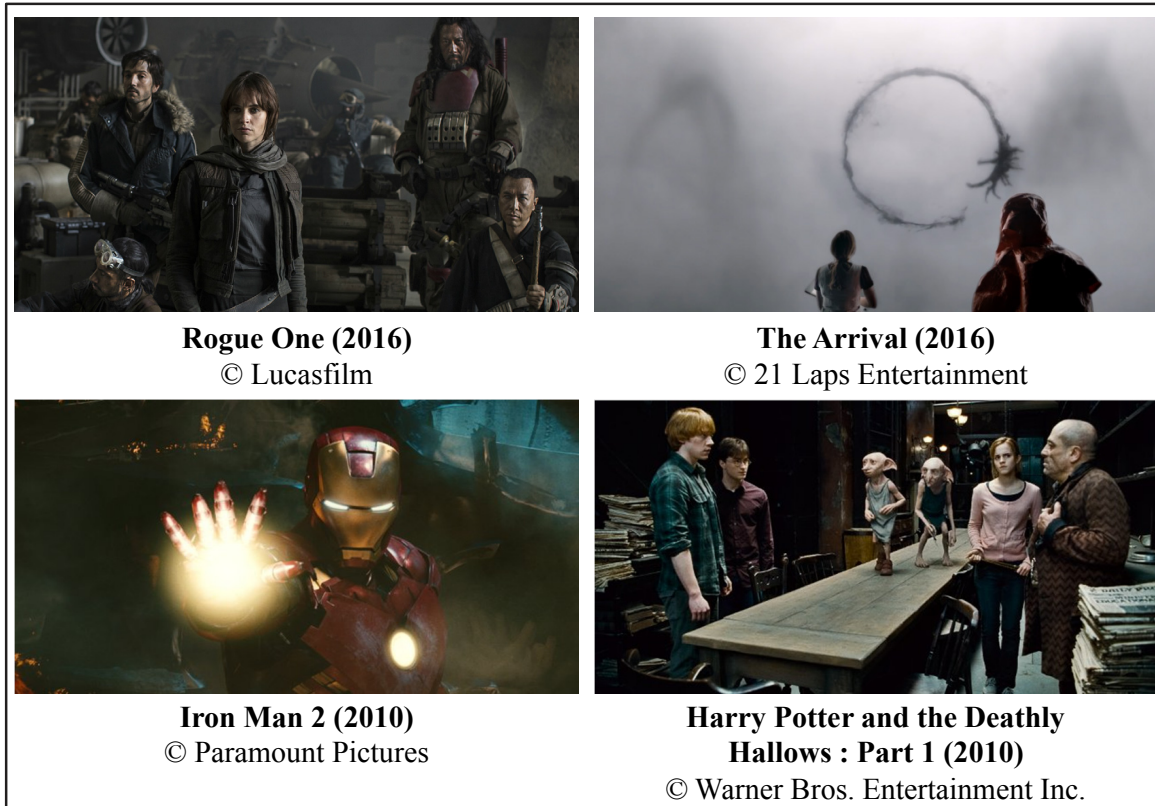 Rogue One (2016)
© Lucasfilm
The Arrival (2016)
© 21 Laps Entertainment
Iron Man 2 (2010)
© Paramount Pictures
DAILY
Harry Potter and the Deathly
Hallows : Part 1 (2010)
© Warner Bros. Entertainment Inc.